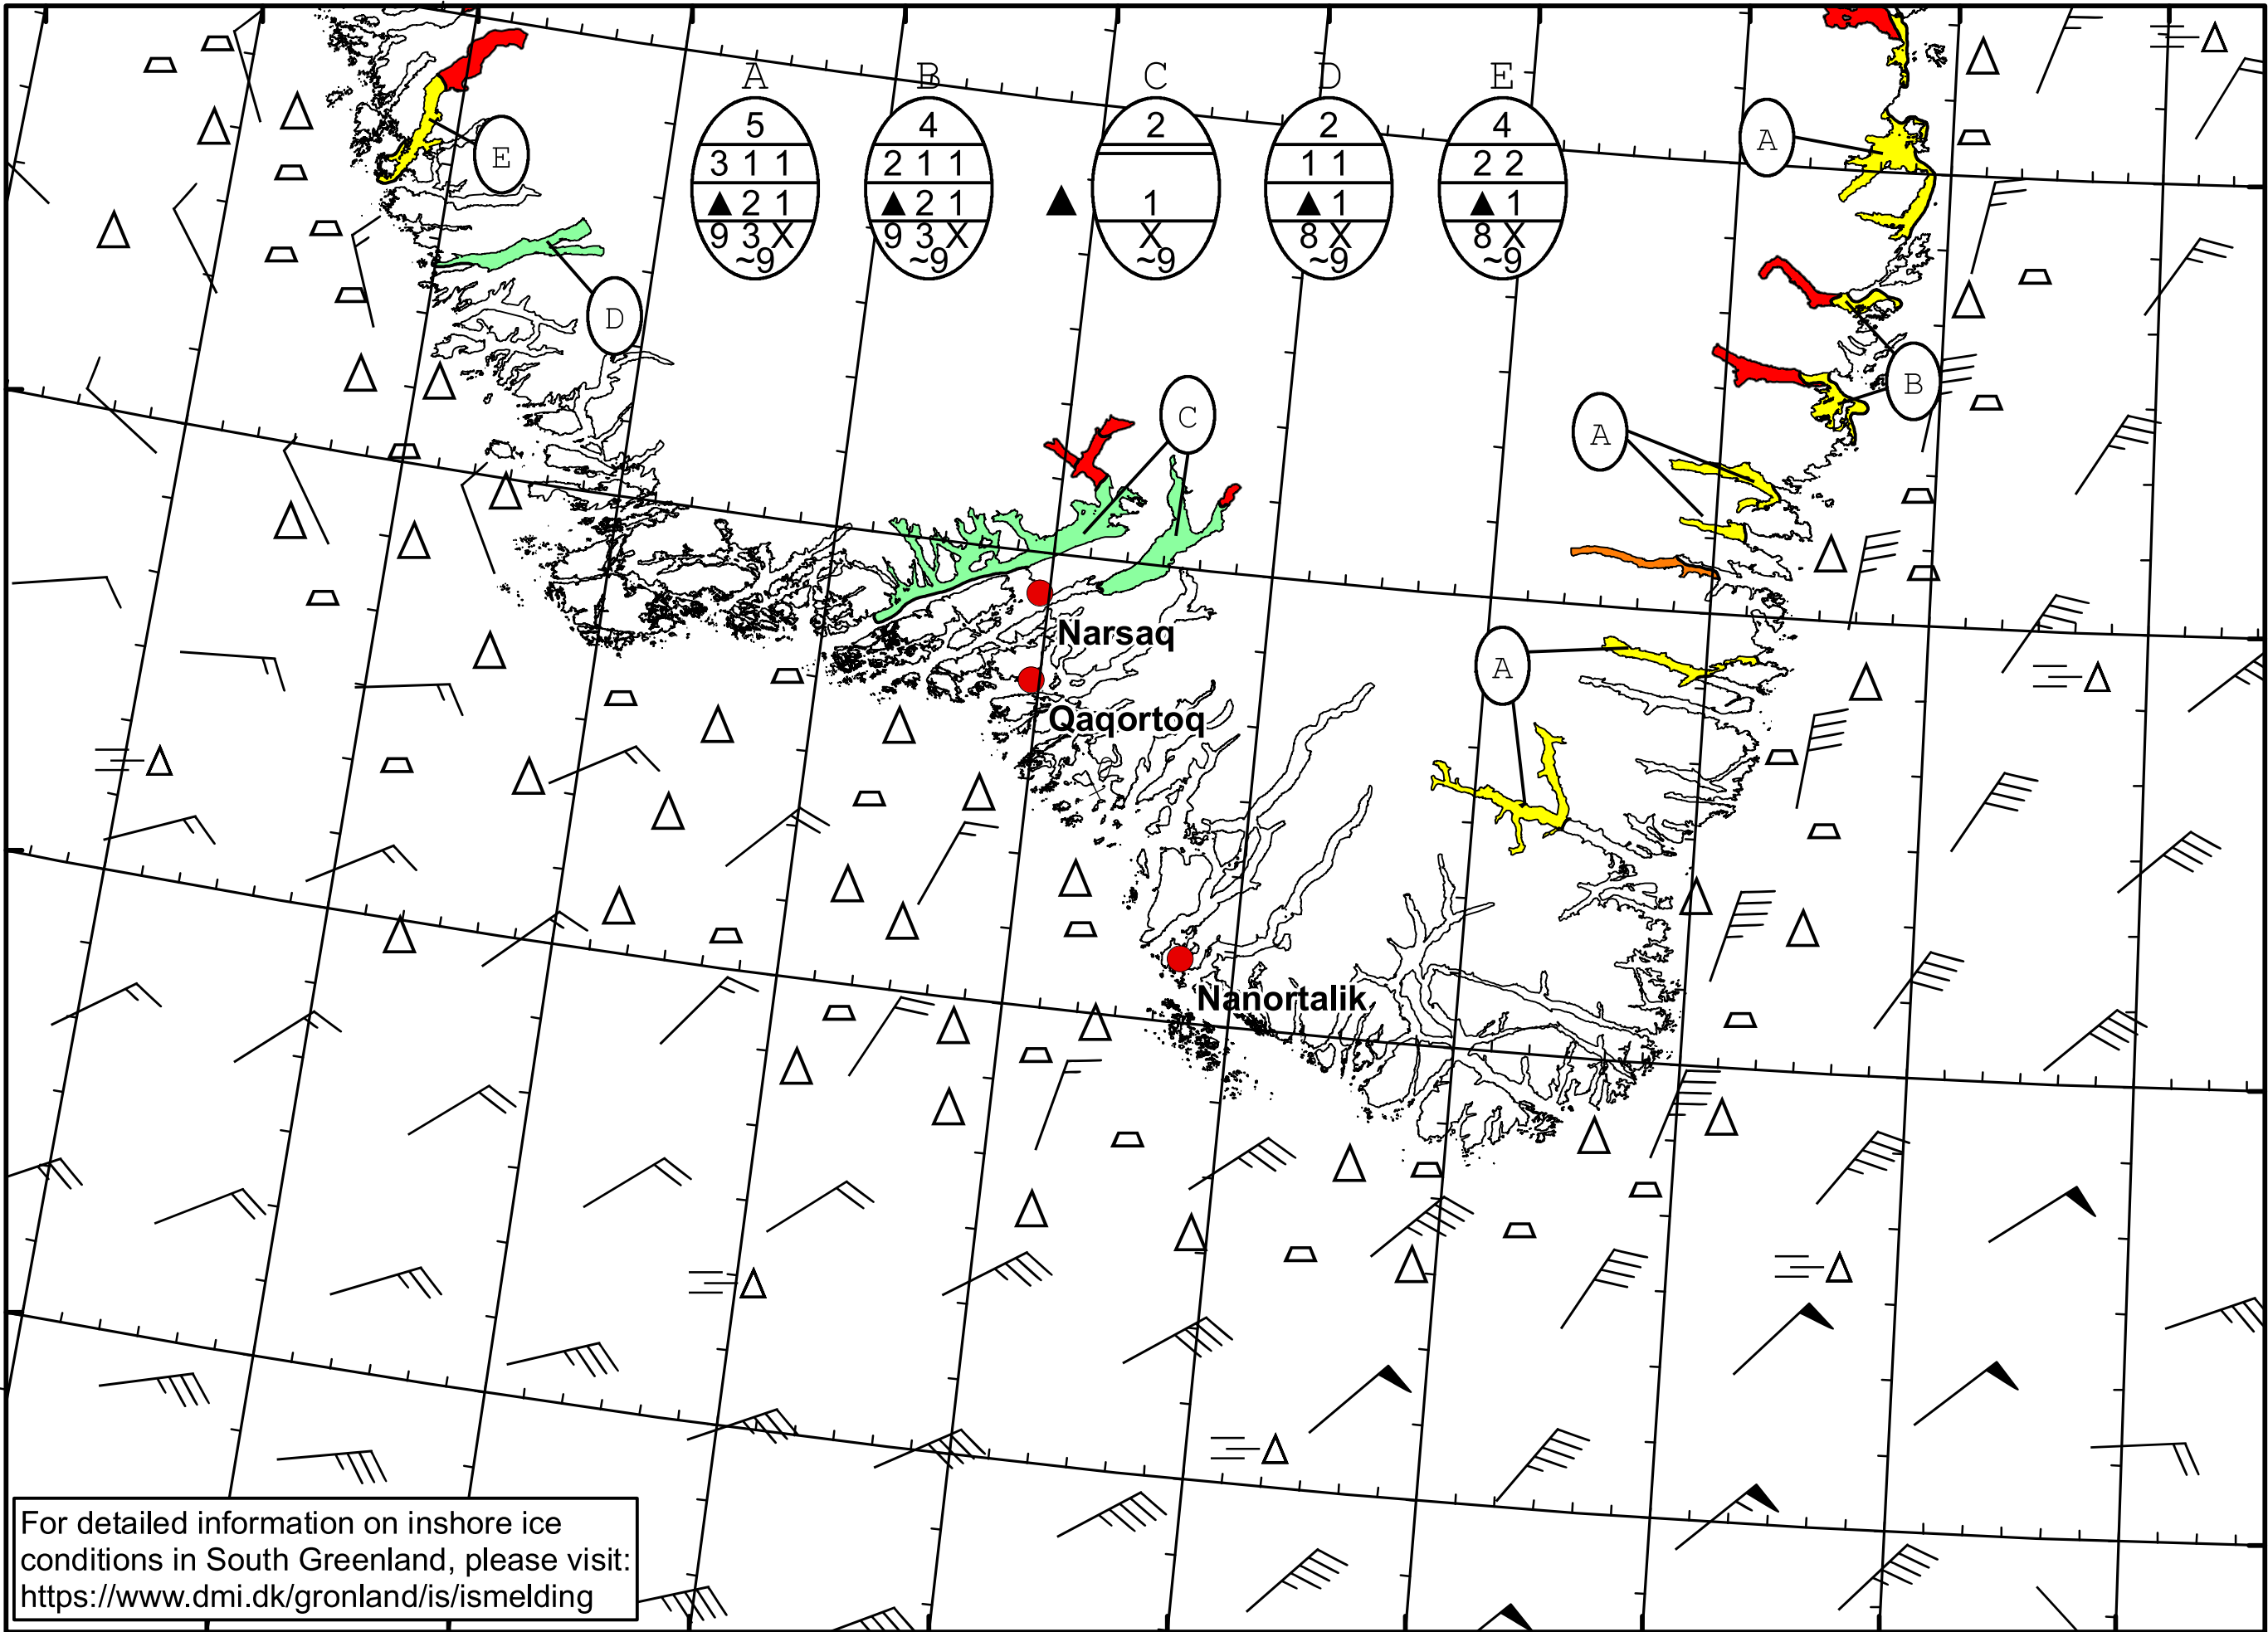 A B C D E
5 4 2 2 4
3 1 1 2 1 1 1 1 2 2
▲ 2 1 ▲ 2 1 ▲ 1 ▲ 1 ▲ 1
9 3 X 9 3 X X 8 X 8 X
~9 ~9 ~9 ~9 ~9
A
E
D
B
C
A
Narsaq
A
Qaqortoq
Nanortalik
For detailed information on inshore ice
conditions in South Greenland, please visit:
https://www.dmi.dk/gronland/is/ismelding